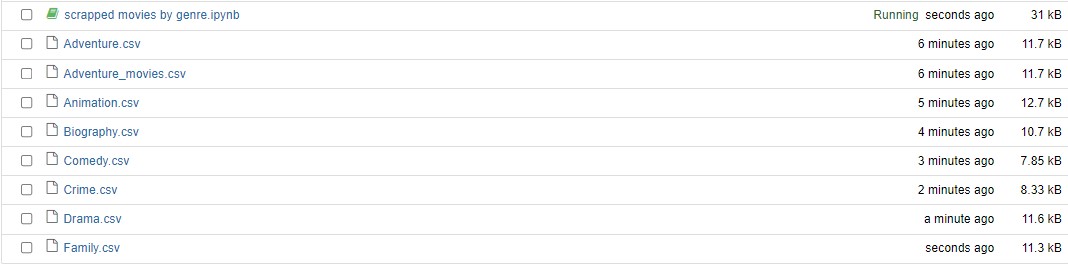 scrapped movies by genre.ipynb Running seconds ago 31 kB
Adventure.csv 6 minutes ago 11.7 kB
Adventure_movies.csv 6 minutes ago 11.7 kB
Animation.csv 5 minutes ago 12.7 kB
Biography.csv 4 minutes ago 10.7 kB
Comedy.csv 3 minutes ago 7.85 kB
Crime.csv 2 minutes ago 8.33 kB
Drama.csv a minute ago 11.6 kB
Family.csv seconds ago 11.3 kB